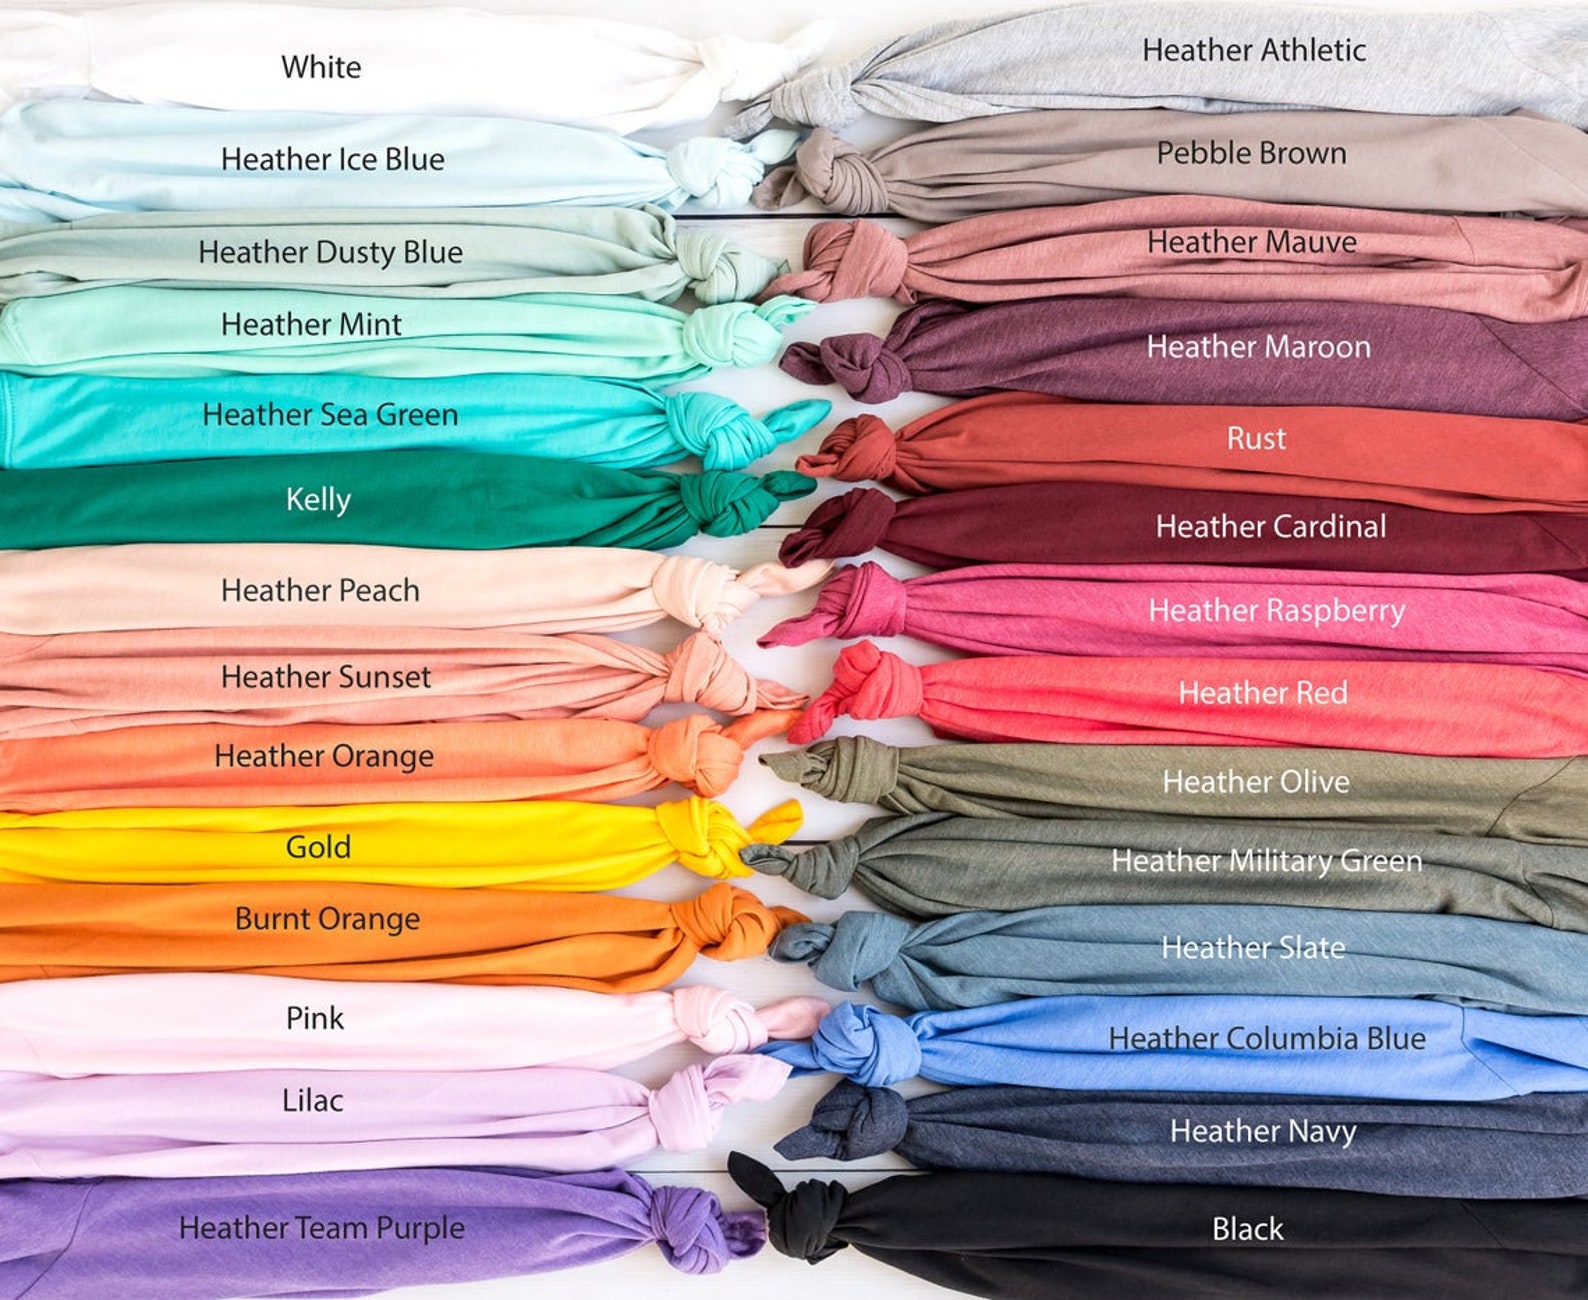 White
Heather Ice Blue
Heather Dusty Blue
Heather Mint
Heather Sea Green
Kelly
Heather Peach
Heather Sunset
Heather Orange
Gold
Burnt Orange
Pink
Lilac
Heather Team Purple
Heather Athletic
Pebble Brown
Heather Mauve
Heather Maroon
Rust
Heather Cardinal
Heather Raspberry
Heather Red
Heather Olive
Heather Military Green
Heather Slate
Heather Columbia Blue
Heather Navy
Black